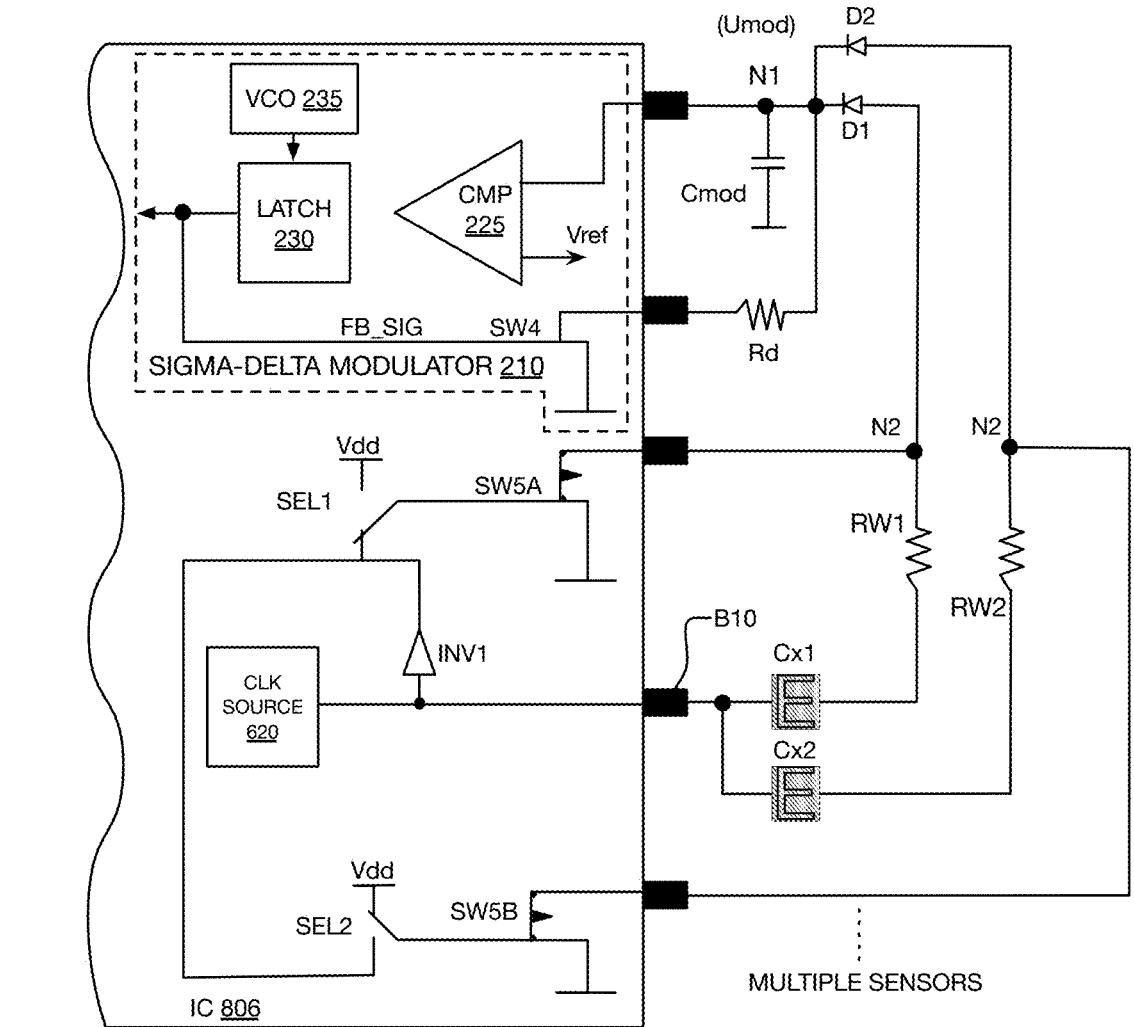 (Umod)
D2
VCO 235
N1
D1
CMP
225
LATCH
230
Cmod
Vref
FB_SIG
SW4
Rd
SIGMA-DELTA MODULATOR 210
N2
N2
Vdd
SEL1
SW5A
RW1
RW2
B10
INV1
Cx1
CLK
SOURCE
620
Cx2
Vdd
SW5B
SEL2
MULTIPLE SENSORS
IC 806